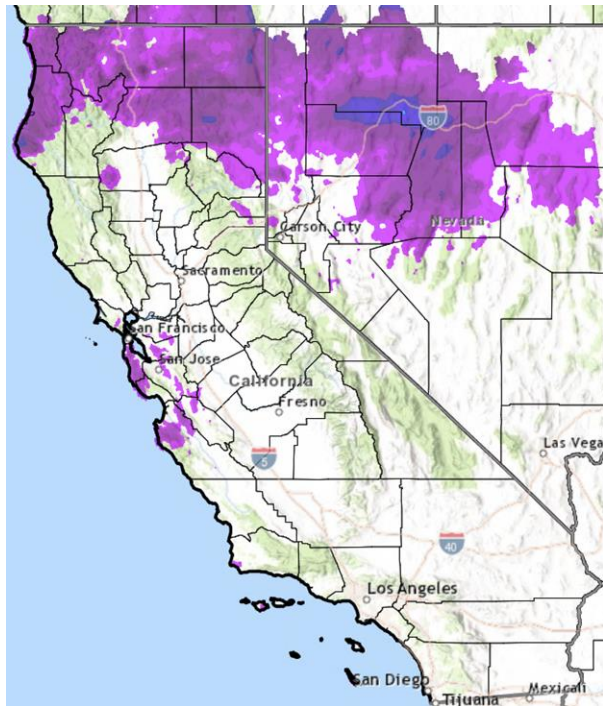 80
Nevada
Carson City
Sacramento
San Francisco
San Jose
California
Fresno
Las Vega
5
40
Los Angeles
San Diego
Tijuana
Mexicali